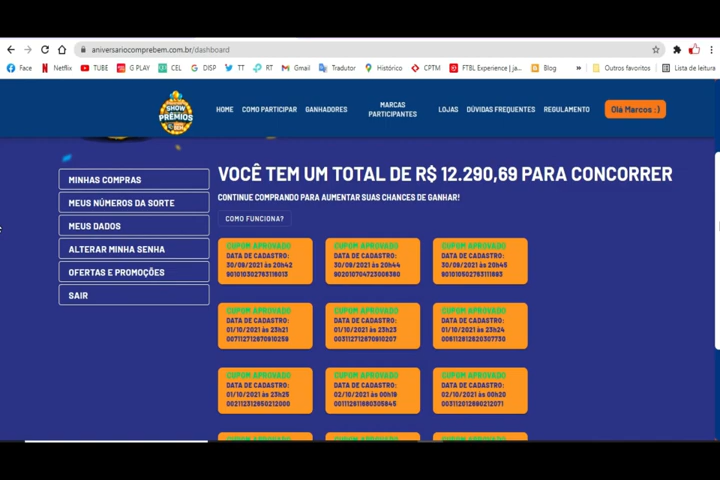 aniversariocomprebem.com.br/dashboard
Face
Netflix
TUBE
G PLAY
CEL
DISP
TT
RT
Gmail
Tradutor
Histórico
CPTM
FTBL Experience | ja...
Blog
»
Outros favoritos
Lista de leitura
SHOW
DE
PRÊMIOS
HOME
COMO PARTICIPAR
GANHADORES
MARCAS
PARTICIPANTES
LOJAS
DÚVIDAS FREQUENTES
REGULAMENTO
Olá Marcos :)
MINHAS COMPRAS
MEUS NÚMEROS DA SORTE
MEUS DADOS
ALTERAR MINHA SENHA
OFERTAS E PROMOÇÕES
SAIR
VOCÊ TEM UM TOTAL DE R$ 12.290,69 PARA CONCORRER
CONTINUE COMPRANDO PARA AUMENTAR SUAS CHANCES DE GANHAR!
COMO FUNCIONA?
CUPOM APROVADO
DATA DE CADASTRO:
30/09/2021 às 20h42
CUPOM APROVADO
DATA DE CADASTRO:
30/09/2021 às 20h44
CUPOM APROVADO
DATA DE CADASTRO:
30/09/2021 às 20h45
CUPOM APROVADO
DATA DE CADASTRO:
01/10/2021 às 23h21
CUPOM APROVADO
DATA DE CADASTRO:
01/10/2021 às 23h23
CUPOM APROVADO
DATA DE CADASTRO:
01/10/2021 às 23h24
CUPOM APROVADO
DATA DE CADASTRO:
01/10/2021 às 23h25
CUPOM APROVADO
DATA DE CADASTRO:
02/10/2021 às 00h19
CUPOM APROVADO
DATA DE CADASTRO:
02/10/2021 às 00h20